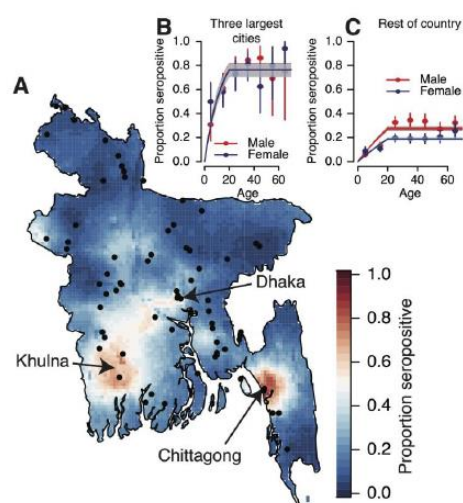 A
B
Three largest
cities
Proportion seropositive
1.0
0.8
0.6
0.4
0.2
0.0
Male
Female
0 20 40 60
Age
C
Rest of country
Proportion seropositive
1.0
0.8
0.6
0.4
0.2
0.0
Male
Female
0 20 40 60
Age
Dhaka
Khulna
Chittagong
1.0
0.8
0.6
0.4
0.2
0.0
Proportion seropositive